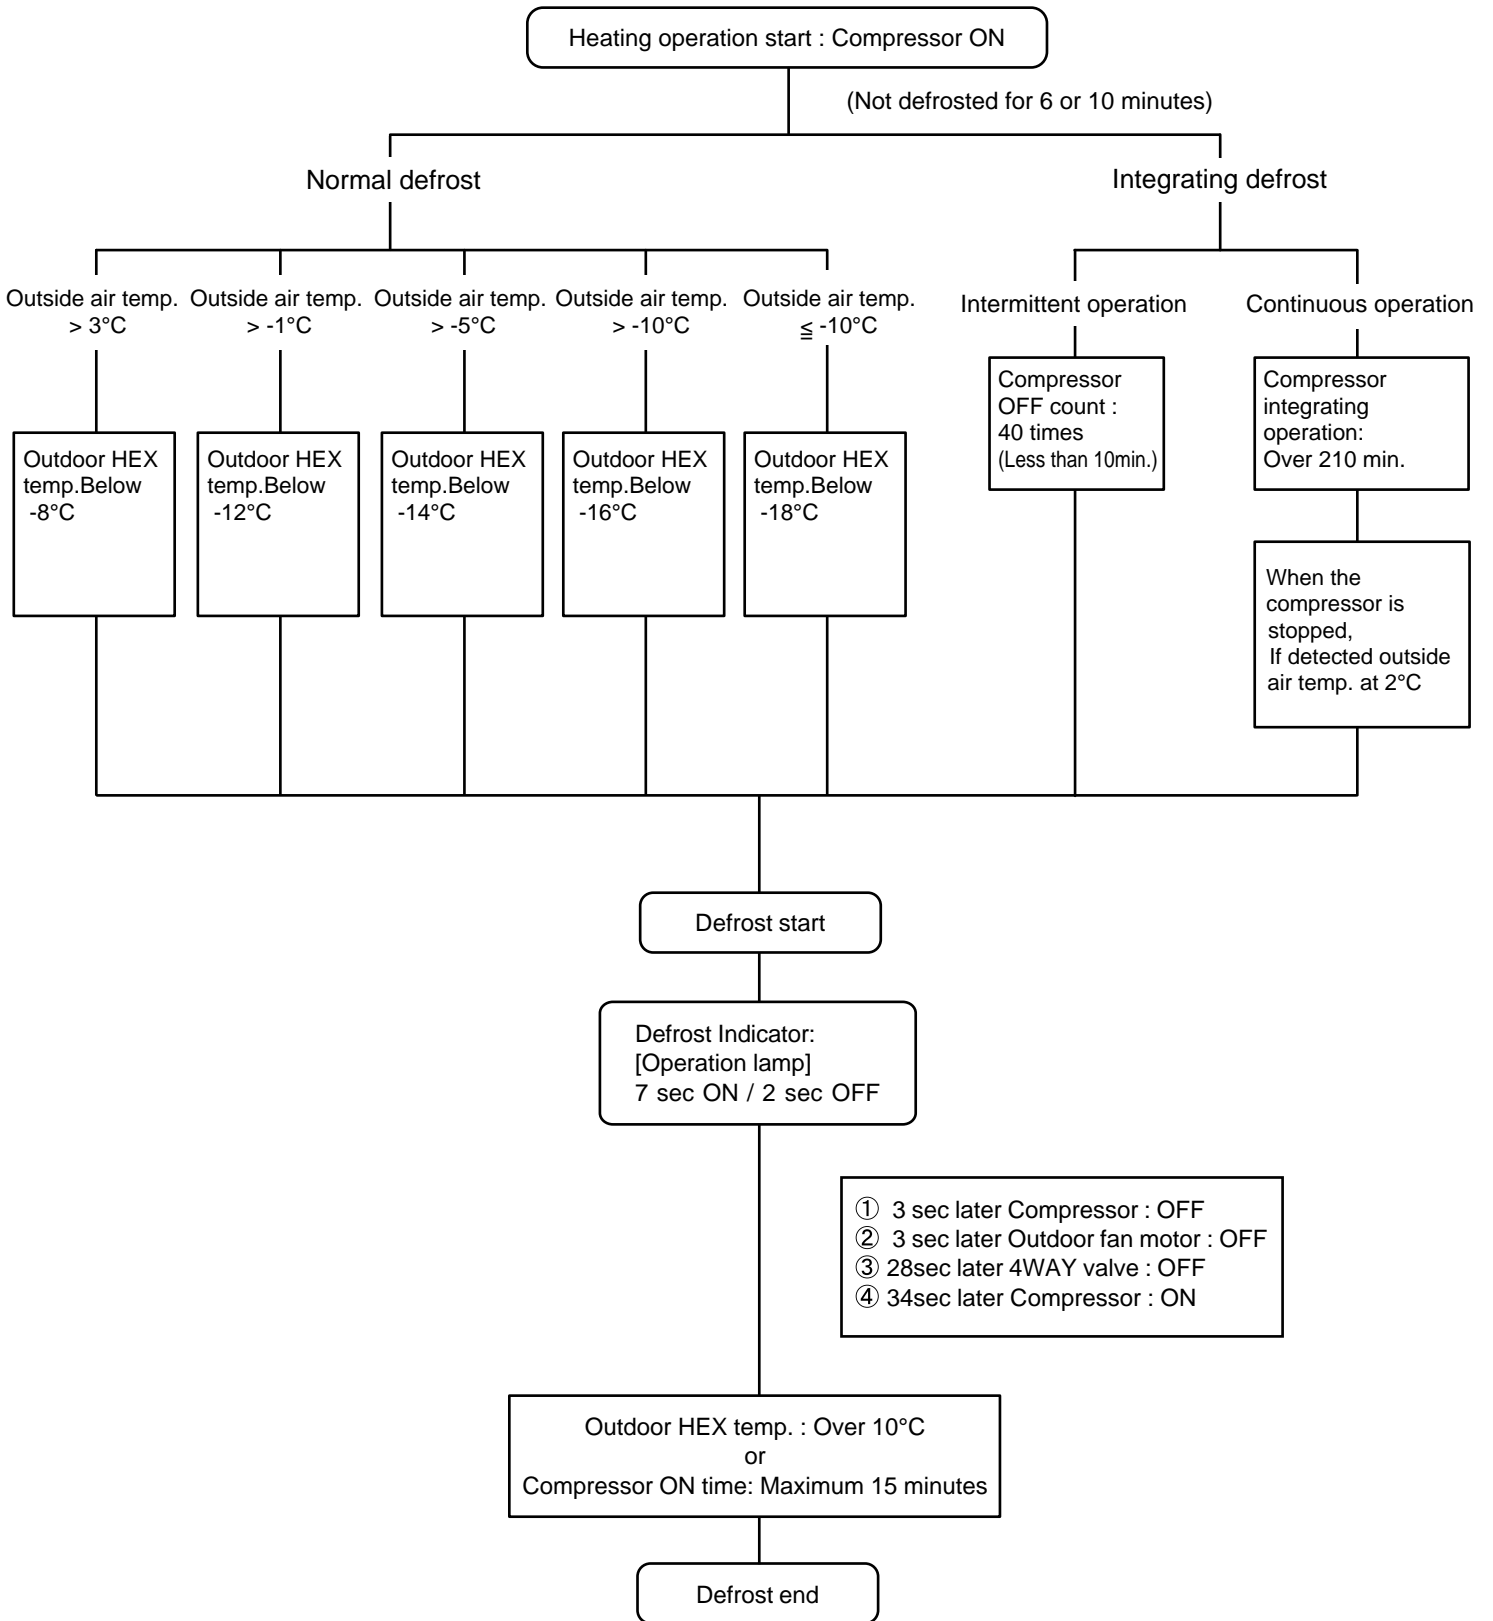 Heating operation start : Compressor ON
(Not defrosted for 6 or 10 minutes)
Normal defrost
Integrating defrost
Outside air temp.
> 3°C
Outside air temp.
> -1°C
Outside air temp.
> -5°C
Outside air temp.
> -10°C
Outside air temp.
≦ -10°C
Intermittent operation
Continuous operation
Outdoor HEX
temp.Below
-8°C
Outdoor HEX
temp.Below
-12°C
Outdoor HEX
temp.Below
-14°C
Outdoor HEX
temp.Below
-16°C
Outdoor HEX
temp.Below
-18°C
Compressor
OFF count :
40 times
(Less than 10min.)
Compressor
integrating
operation:
Over 210 min.
When the
compressor is
stopped,
If detected outside
air temp. at 2°C
Defrost start
Defrost Indicator:
[Operation lamp]
7 sec ON / 2 sec OFF
① 3 sec later Compressor : OFF
② 3 sec later Outdoor fan motor : OFF
③ 28sec later 4WAY valve : OFF
④ 34sec later Compressor : ON
Outdoor HEX temp. : Over 10°C
or
Compressor ON time: Maximum 15 minutes
Defrost end